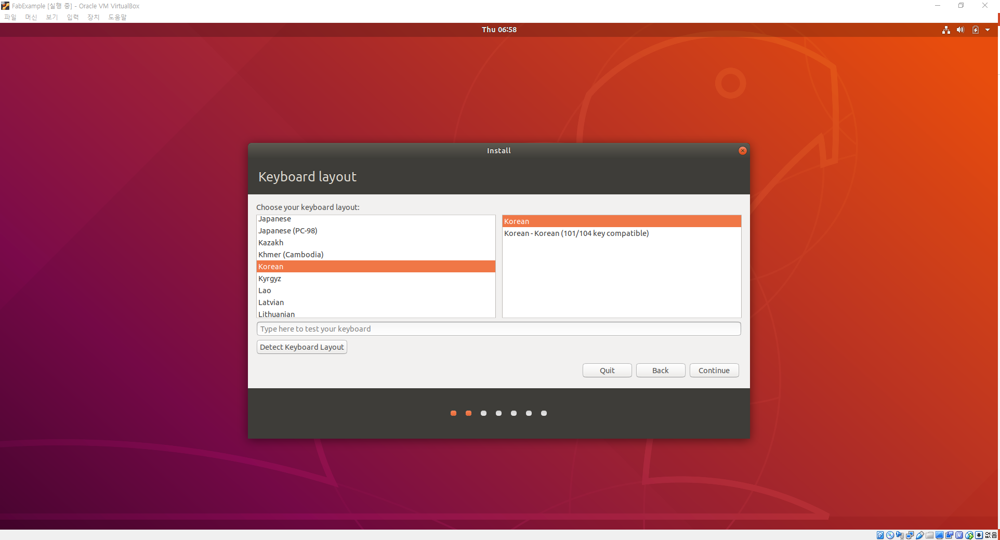 FabExample [실행 중] - Oracle VM VirtualBox
파일 머신 보기 입력 장치 도움말
Thu 06:58
Install
Keyboard layout
Choose your keyboard layout:
Japanese
Japanese (PC-98)
Kazakh
Khmer (Cambodia)
Korean
Kyrgyz
Lao
Latvian
Lithuanian
Korean
Korean - Korean (101/104 key compatible)
Type here to test your keyboard
Detect Keyboard Layout
Quit Back Continue
없음